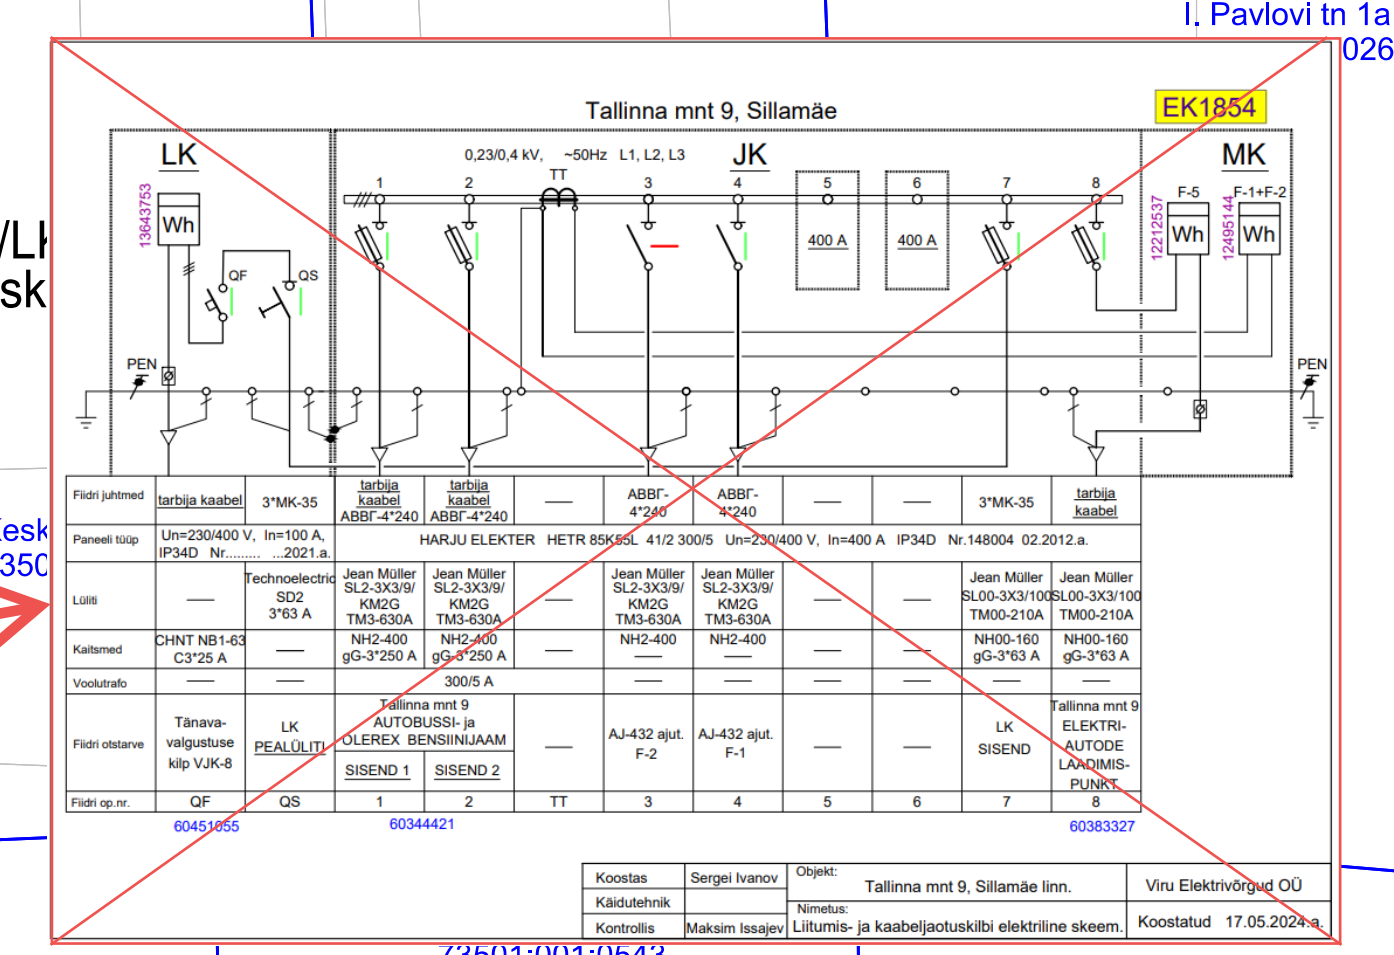 I. Pavlovi tn 1a
026
Tallinna mnt 9, Sillamäe
EK1854
LK
0,23/0,4 kV, ~50Hz L1, L2, L3
JK
MK
TT
1
2
3
4
5
6
7
8
F-5
F-1+F-2
13643753
Wh
400 A
400 A
12212537
Wh
12495144
Wh
/LK
sk
QF
QS
PEN
PEN
Fiidri juhtmed
tarbija kaabel
3*MK-35
tarbija
kaabel
АВВГ-4*240
tarbija
kaabel
АВВГ-4*240
АВВГ-
4*240
АВВГ-
4*240
3*MK-35
tarbija
kaabel
Paneeli tüüp
Un=230/400 V, In=100 A,
IP34D Nr......... ...2021.a.
HARJU ELEKTER HETR 85K55L 41/2 300/5 Un=230/400 V, In=400 A IP34D Nr.148004 02.2012.a.
Kesk
350
Lüliti
Technoelectric
SD2
3*63 A
Jean Müller
SL2-3X3/9/
KM2G
TM3-630A
Jean Müller
SL2-3X3/9/
KM2G
TM3-630A
Jean Müller
SL2-3X3/9/
KM2G
TM3-630A
Jean Müller
SL2-3X3/9/
KM2G
TM3-630A
Jean Müller
SL00-3X3/100
TM00-210A
Jean Müller
SL00-3X3/100
TM00-210A
Kaitsmed
CHNT NB1-63
C3*25 A
NH2-400
gG-3*250 A
NH2-400
gG-3*250 A
NH2-400
NH2-400
NH00-160
gG-3*63 A
NH00-160
gG-3*63 A
Voolutrafo
300/5 A
Fiidri otstarve
Tänava-
valgustuse
kilp VJK-8
LK
PEALÜLITI
Tallinna mnt 9
AUTOBUSSI- ja
OLEREX BENSIINIJAAM
SISEND 1
SISEND 2
AJ-432 ajut.
F-2
AJ-432 ajut.
F-1
LK
SISEND
Tallinna mnt 9
ELEKTRI-
AUTODE
LAADIMIS-
PUNKT
Fiidri op.nr.
QF
QS
1
2
TT
3
4
5
6
7
8
60451055
60344421
60383327
Koostas
Sergei Ivanov
Objekt:
Tallinna mnt 9, Sillamäe linn.
Viru Elektrivõrgud OÜ
Käidutehnik
Kontrollis
Maksim Issajev
Nimetus:
Liitumis- ja kaabeljaotuskilbi elektriline skeem.
Koostatud 17.05.2024.a.
73501:001:0543